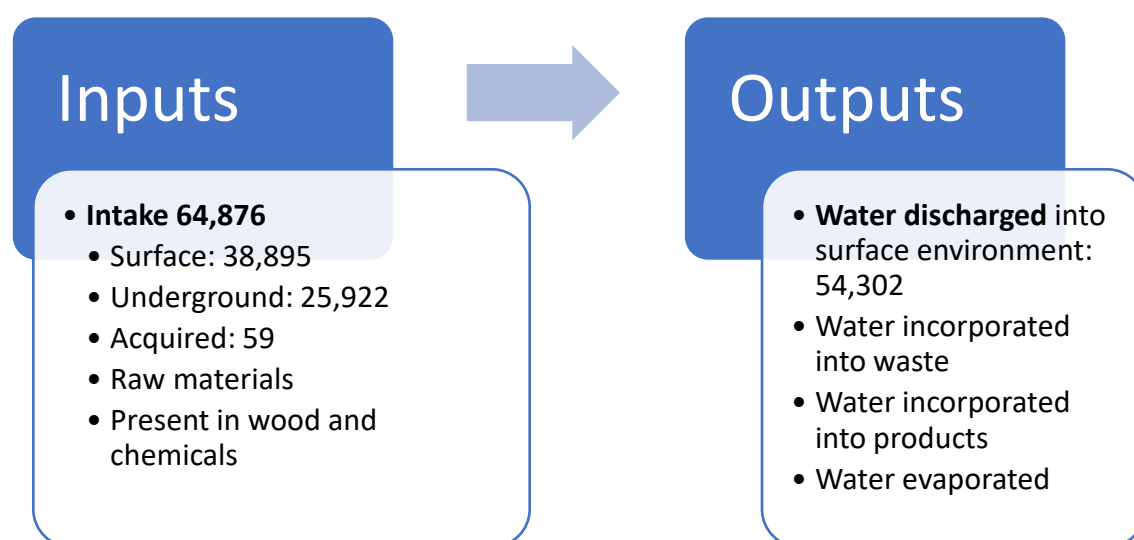 Inputs
• Intake 64,876
• Surface: 38,895
• Underground: 25,922
• Acquired: 59
• Raw materials
• Present in wood and
chemicals
Outputs
• Water discharged into
surface environment:
54,302
• Water incorporated
into waste
• Water incorporated
into products
• Water evaporated